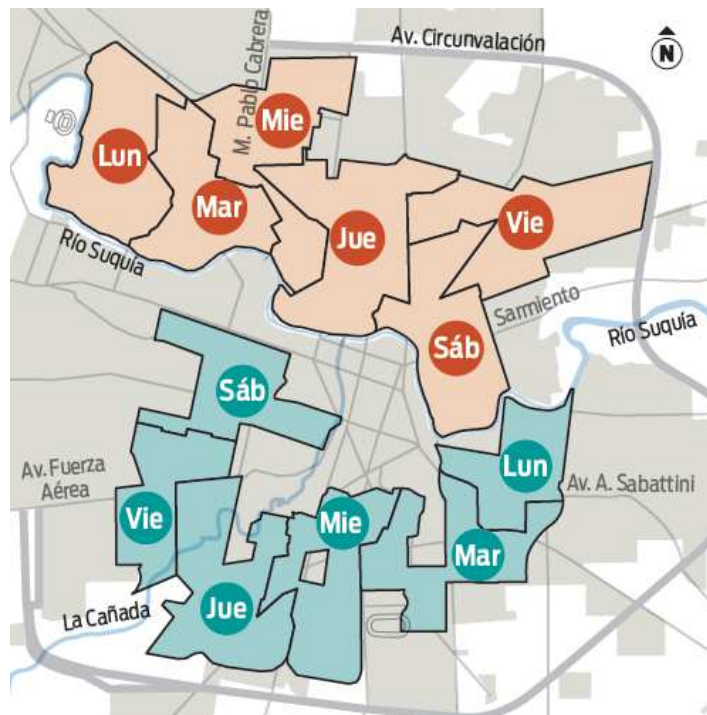 Av. Circunvalación
N
M. Pablo Cabrera
Mie
Lun
Mar
Jue
Vie
Río Suquía
Sarmiento
Río Suquía
Sáb
Sáb
Lun
Av. Fuerza
Aérea
Av. A. Sabattini
Vie
Mie
Mar
Jue
La Cañada